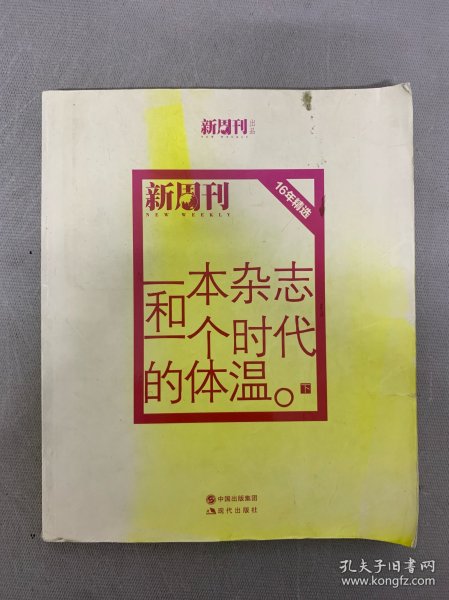 新周刊 出品
NEW WEEKLY
新周刊
NEW WEEKLY
16年精选
一本杂志
和一个时代
的体温。下
中国出版集团
现代出版社
孔夫子旧书网
www.kongfz.com